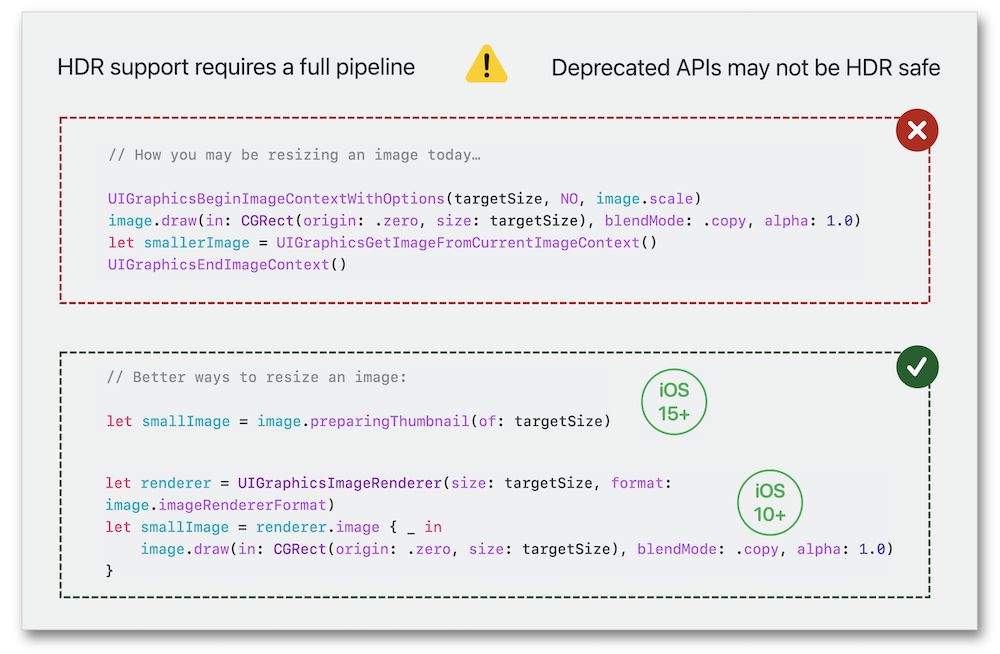 HDR support requires a full pipeline
Deprecated APIs may not be HDR safe
// How you may be resizing an image today…
UIGraphicsBeginImageContextWithOptions(targetSize, NO, image.scale)
image.draw(in: CGRect(origin: .zero, size: targetSize), blendMode: .copy, alpha: 1.0)
let smallerImage = UIGraphicsGetImageFromCurrentImageContext()
UIGraphicsEndImageContext()
// Better ways to resize an image:
let smallImage = image.preparingThumbnail(of: targetSize)
iOS
15+
let renderer = UIGraphicsImageRenderer(size: targetSize, format:
image.imageRendererFormat)
let smallImage = renderer.image { _ in
    image.draw(in: CGRect(origin: .zero, size: targetSize), blendMode: .copy, alpha: 1.0)
}
iOS
10+